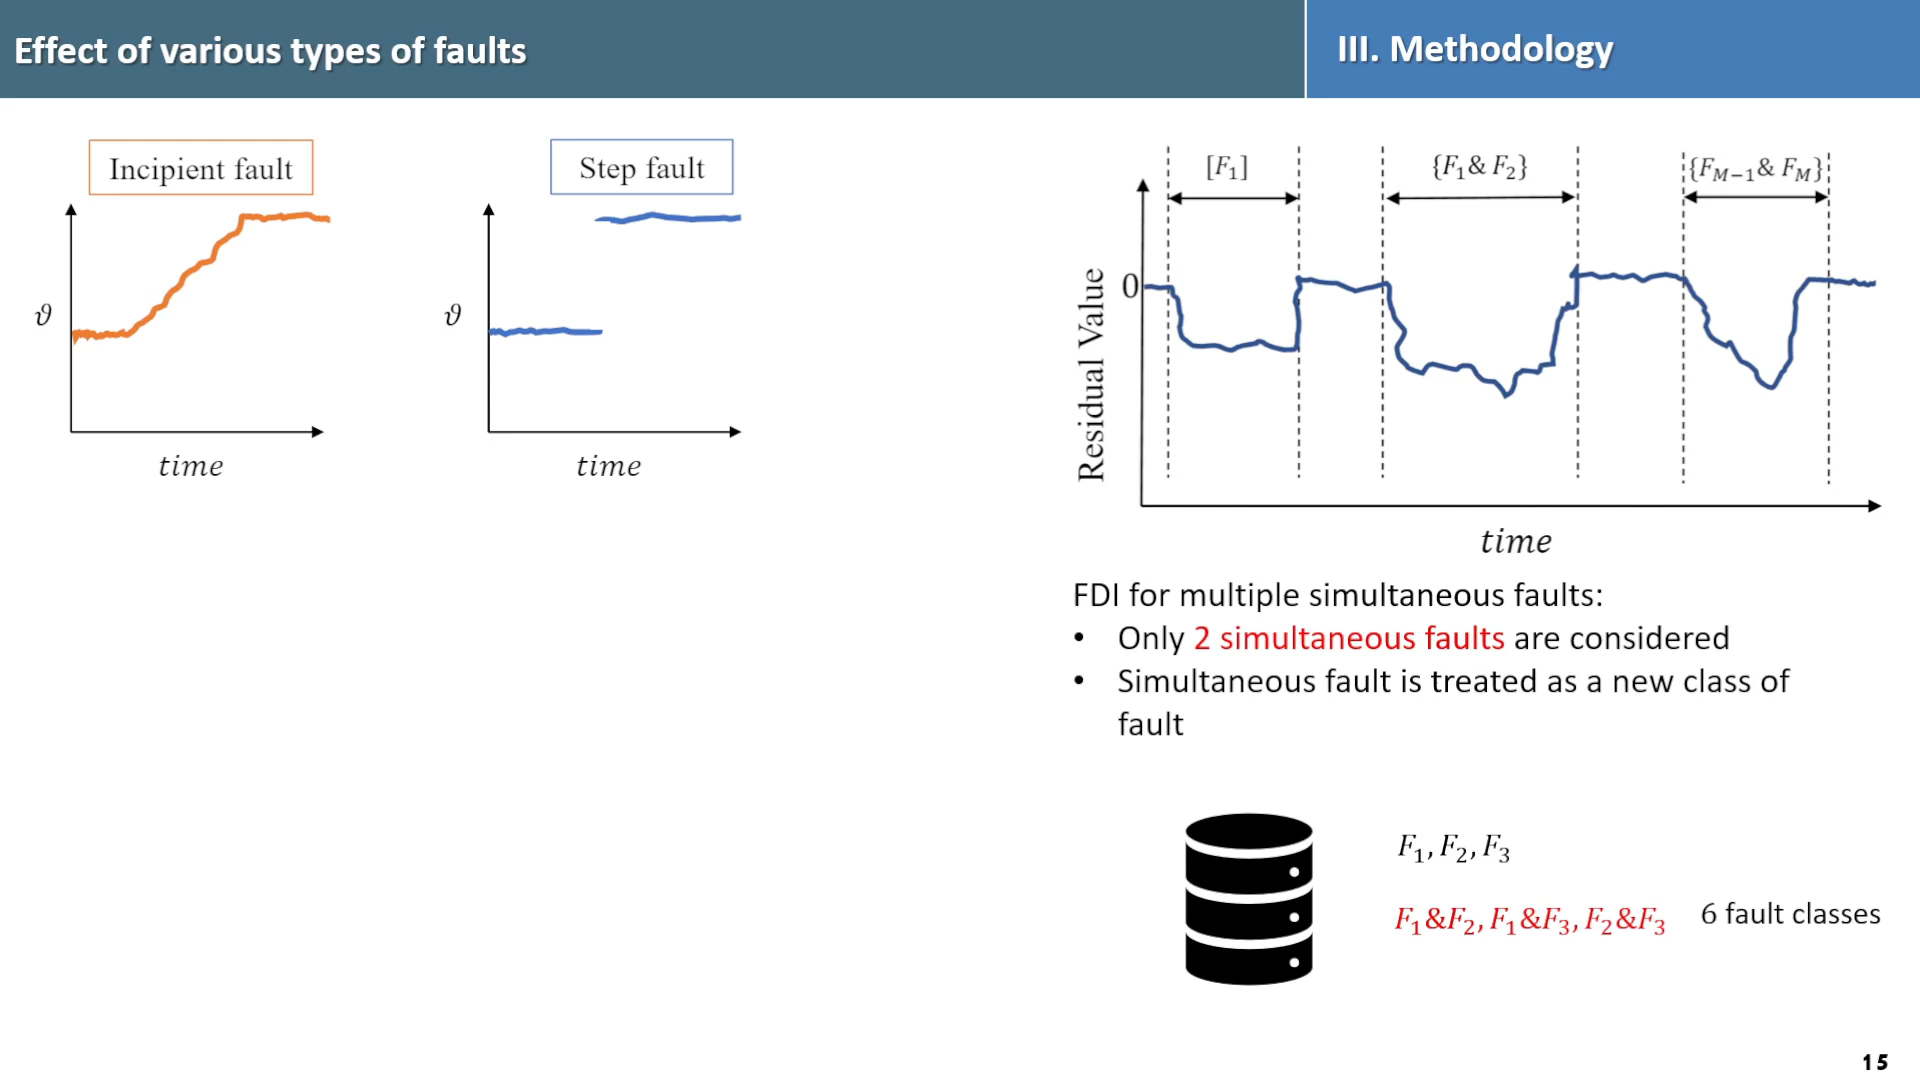 Effect of various types of faults
III. Methodology
Incipient fault
ϑ
time
Step fault
ϑ
time
[F₁]
{F₁& F₂}
{F_{M−1}& F_M}
0
Residual Value
time
FDI for multiple simultaneous faults:
• Only 2 simultaneous faults are considered
• Simultaneous fault is treated as a new class of
fault
F₁, F₂, F₃
F₁&F₂, F₁&F₃, F₂&F₃
6 fault classes
15